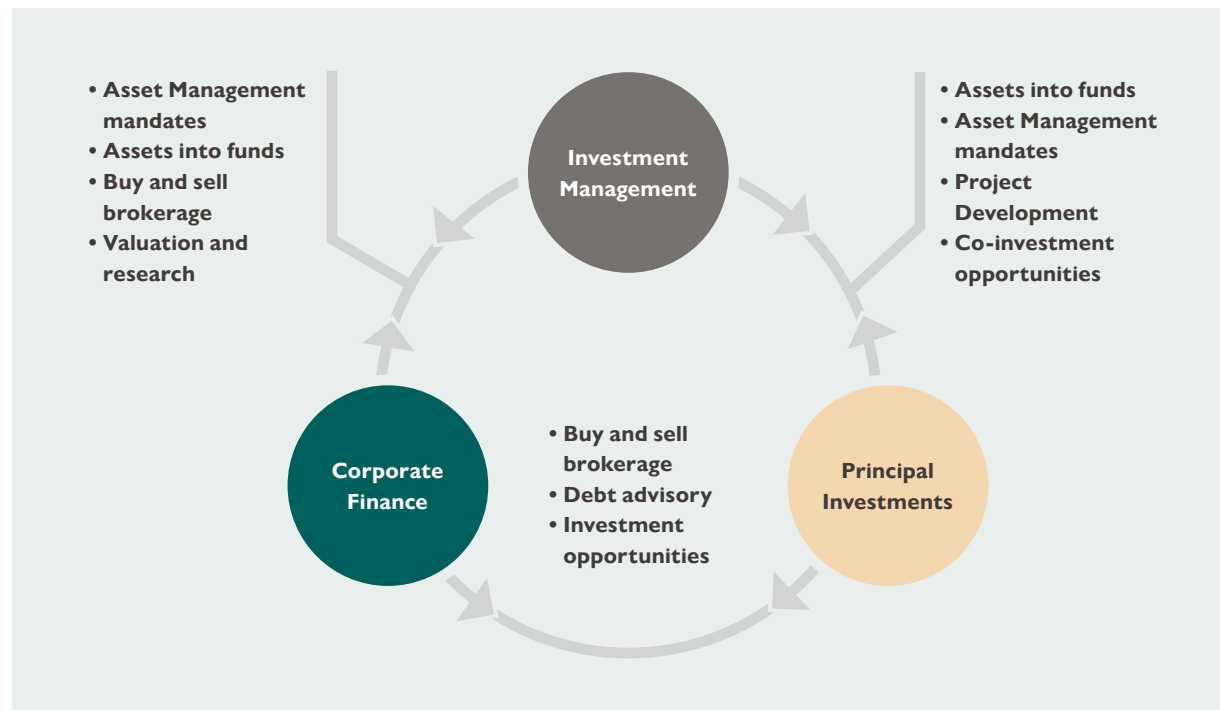 • Asset Management
mandates
• Assets into funds
• Buy and sell
brokerage
• Valuation and
research
Investment
Management
• Assets into funds
• Asset Management
mandates
• Project
Development
• Co-investment
opportunities
Corporate
Finance
• Buy and sell
brokerage
• Debt advisory
• Investment
opportunities
Principal
Investments